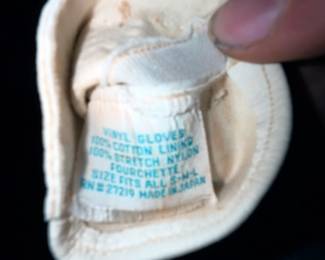 VINYL GLOVES
100% COTTON LINING
100% STRETCH NYLON
FOURCHETTE
SIZE FITS ALL S-M-L
RN # 27219 MADE IN JAPAN